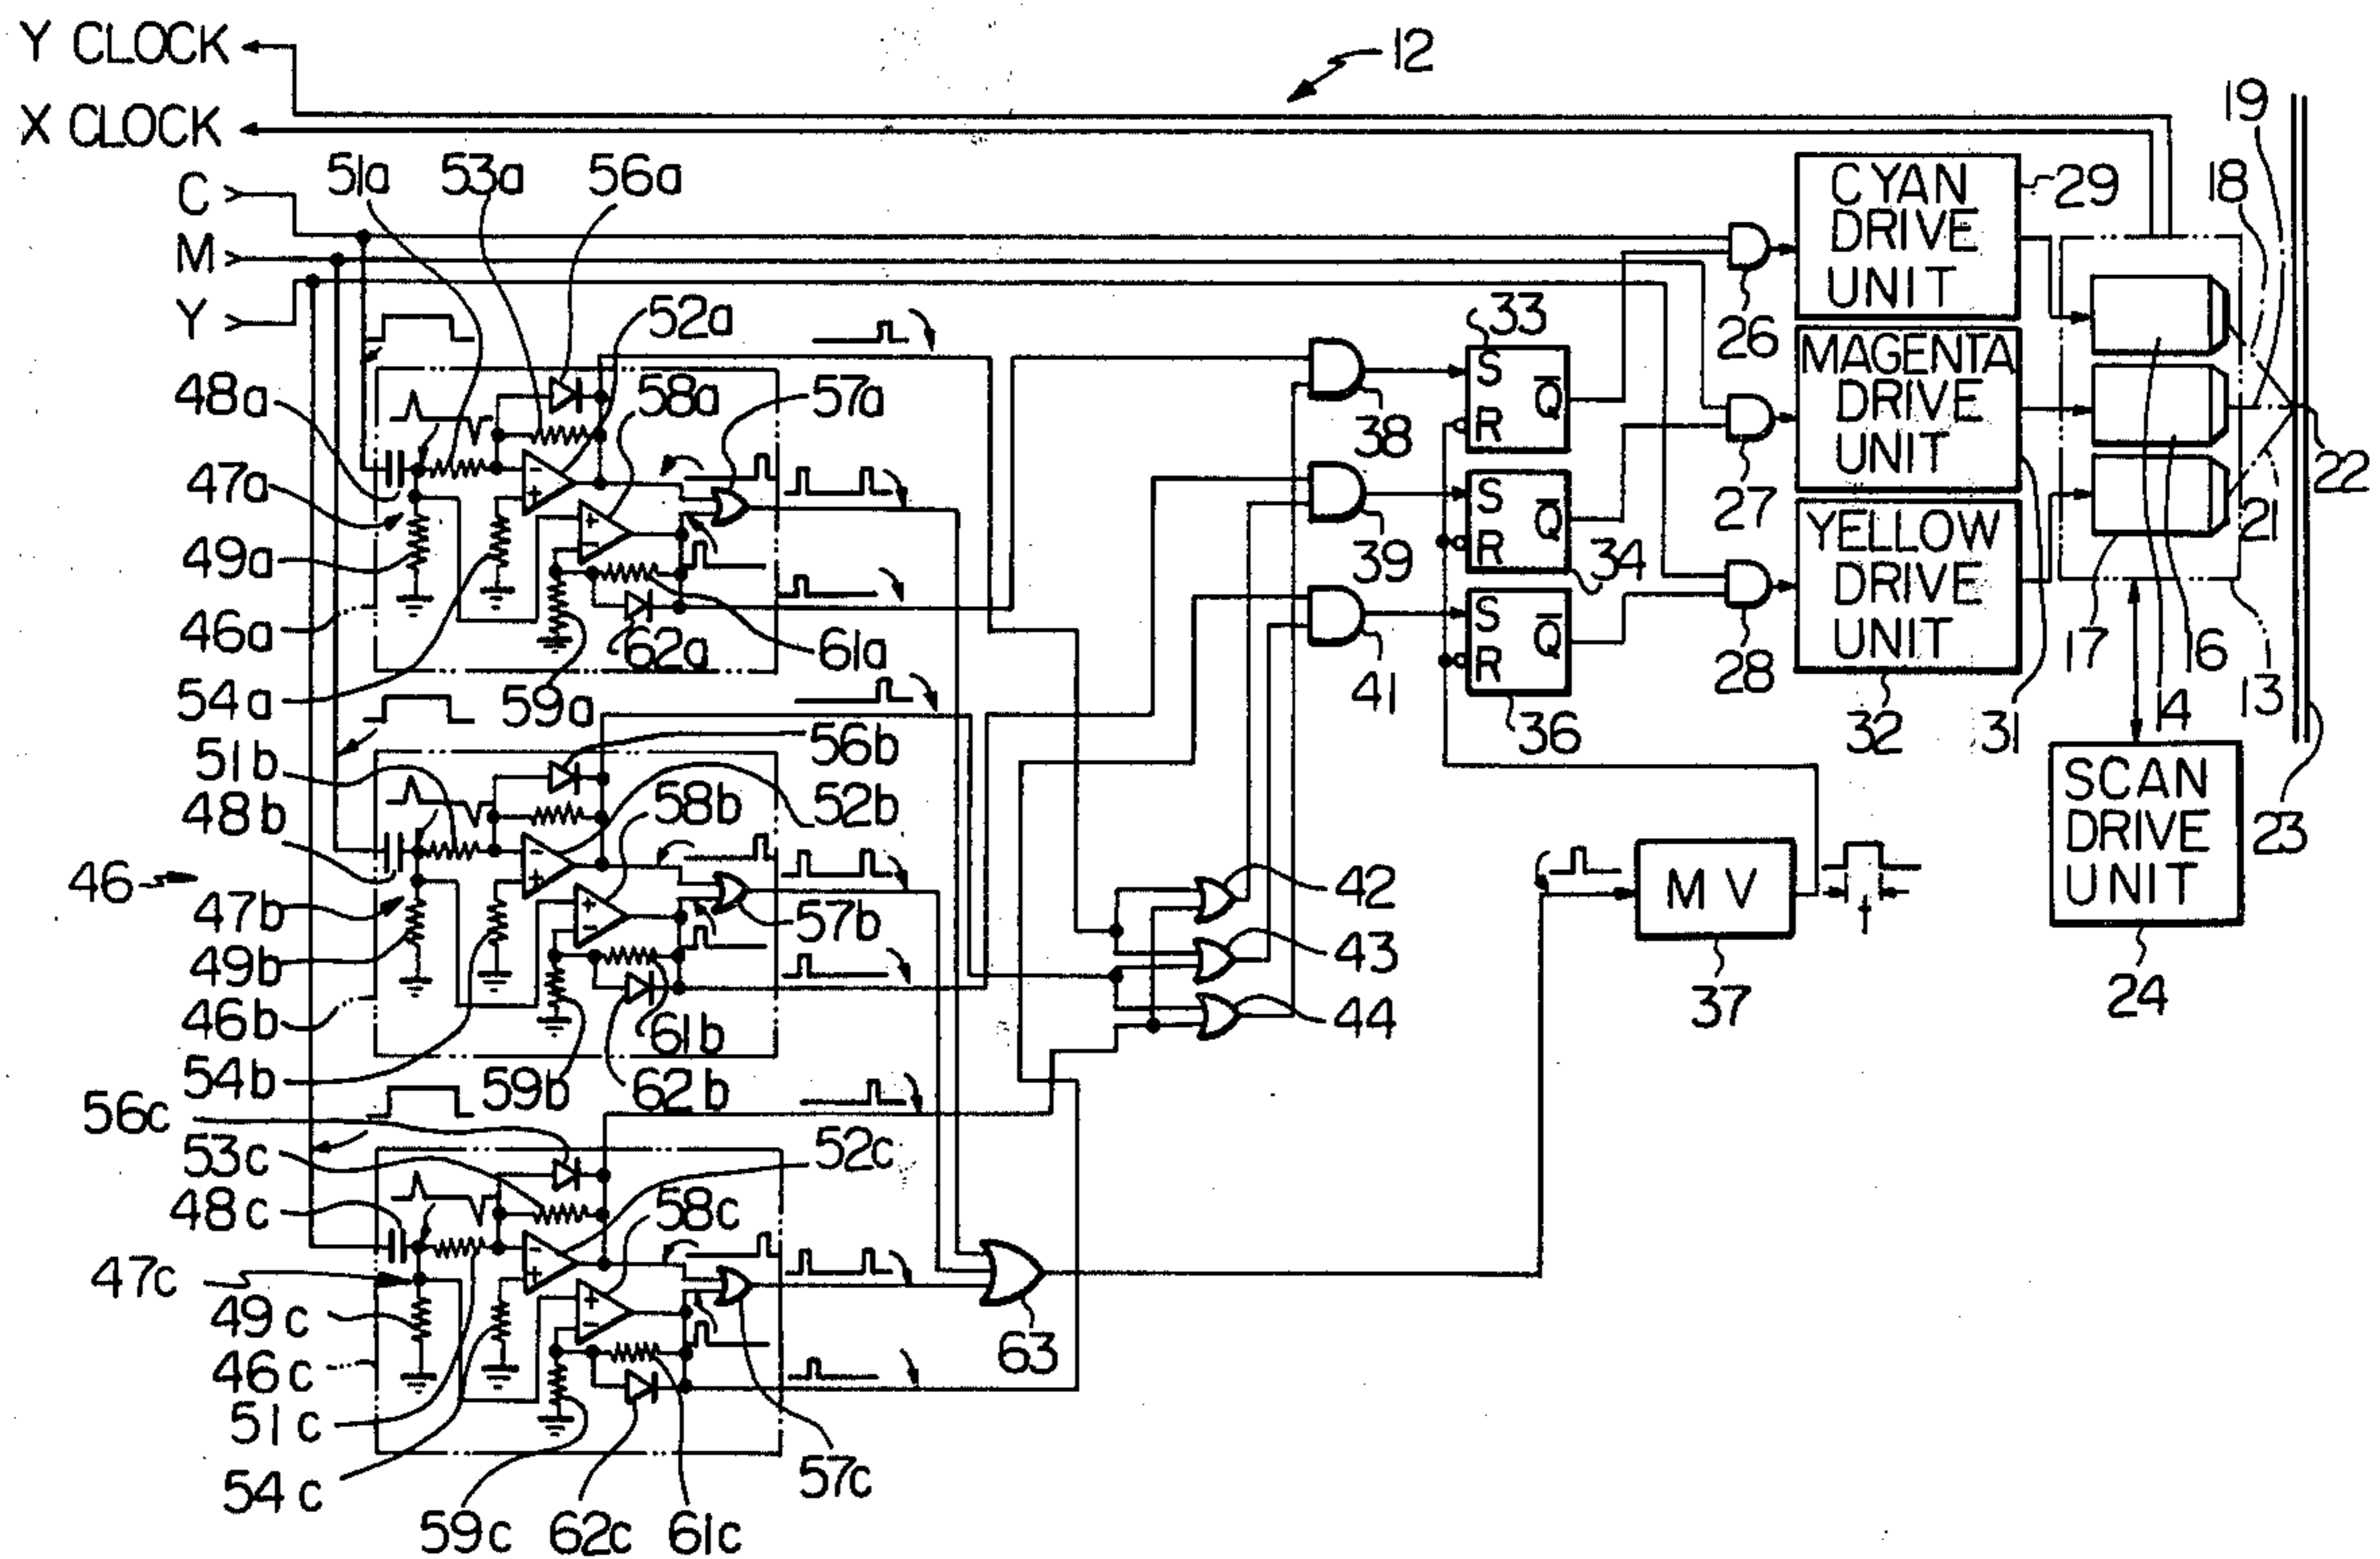 Y CLOCK
12
X CLOCK
19
C
51a
53a
56a
CYAN DRIVE UNIT
29
18
M
Y
52a
33
26
48a
58a
57a
38
S
R
Q̅
MAGENTA DRIVE UNIT
22
47a
39
S
R
Q̅
34
27
21
49a
YELLOW DRIVE UNIT
46a
62a
61a
41
S
R
Q̅
36
28
17
16
54a
59a
32
31
14
13
51b
56b
SCAN DRIVE UNIT
23
48b
58b
52b
46
42
M V
47b
57b
49b
43
37
24
46b
61b
44
54b
59b
62b
56c
53c
52c
48c
58c
47c
49c
63
46c
51c
54c
57c
59c
62c
61c